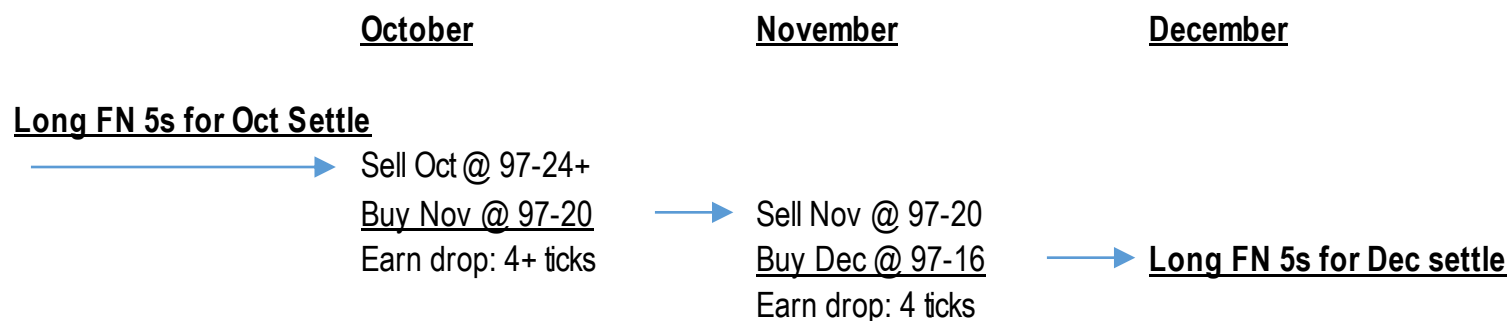 October November December
Long FN 5s for Oct Settle
Sell Oct @ 97-24+
Buy Nov @ 97-20 Sell Nov @ 97-20
Earn drop: 4+ ticks Buy Dec @ 97-16 Long FN 5s for Dec settle
Earn drop: 4 ticks